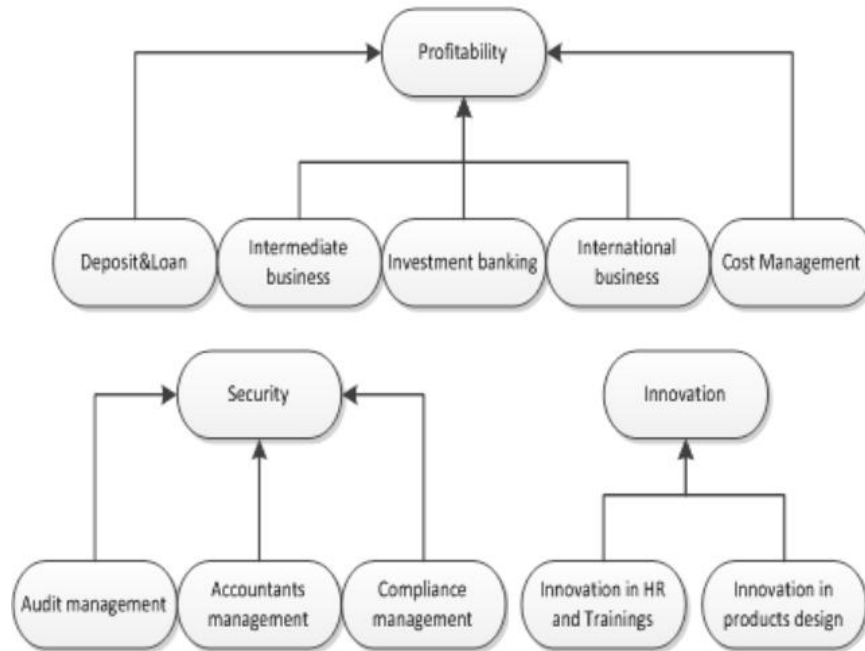 Profitability
Deposit&Loan
Intermediate
business
Investment banking
International
business
Cost Management
Security
Innovation
Audit management
Accountants
management
Compliance
management
Innovation in HR
and Trainings
Innovation in
products design